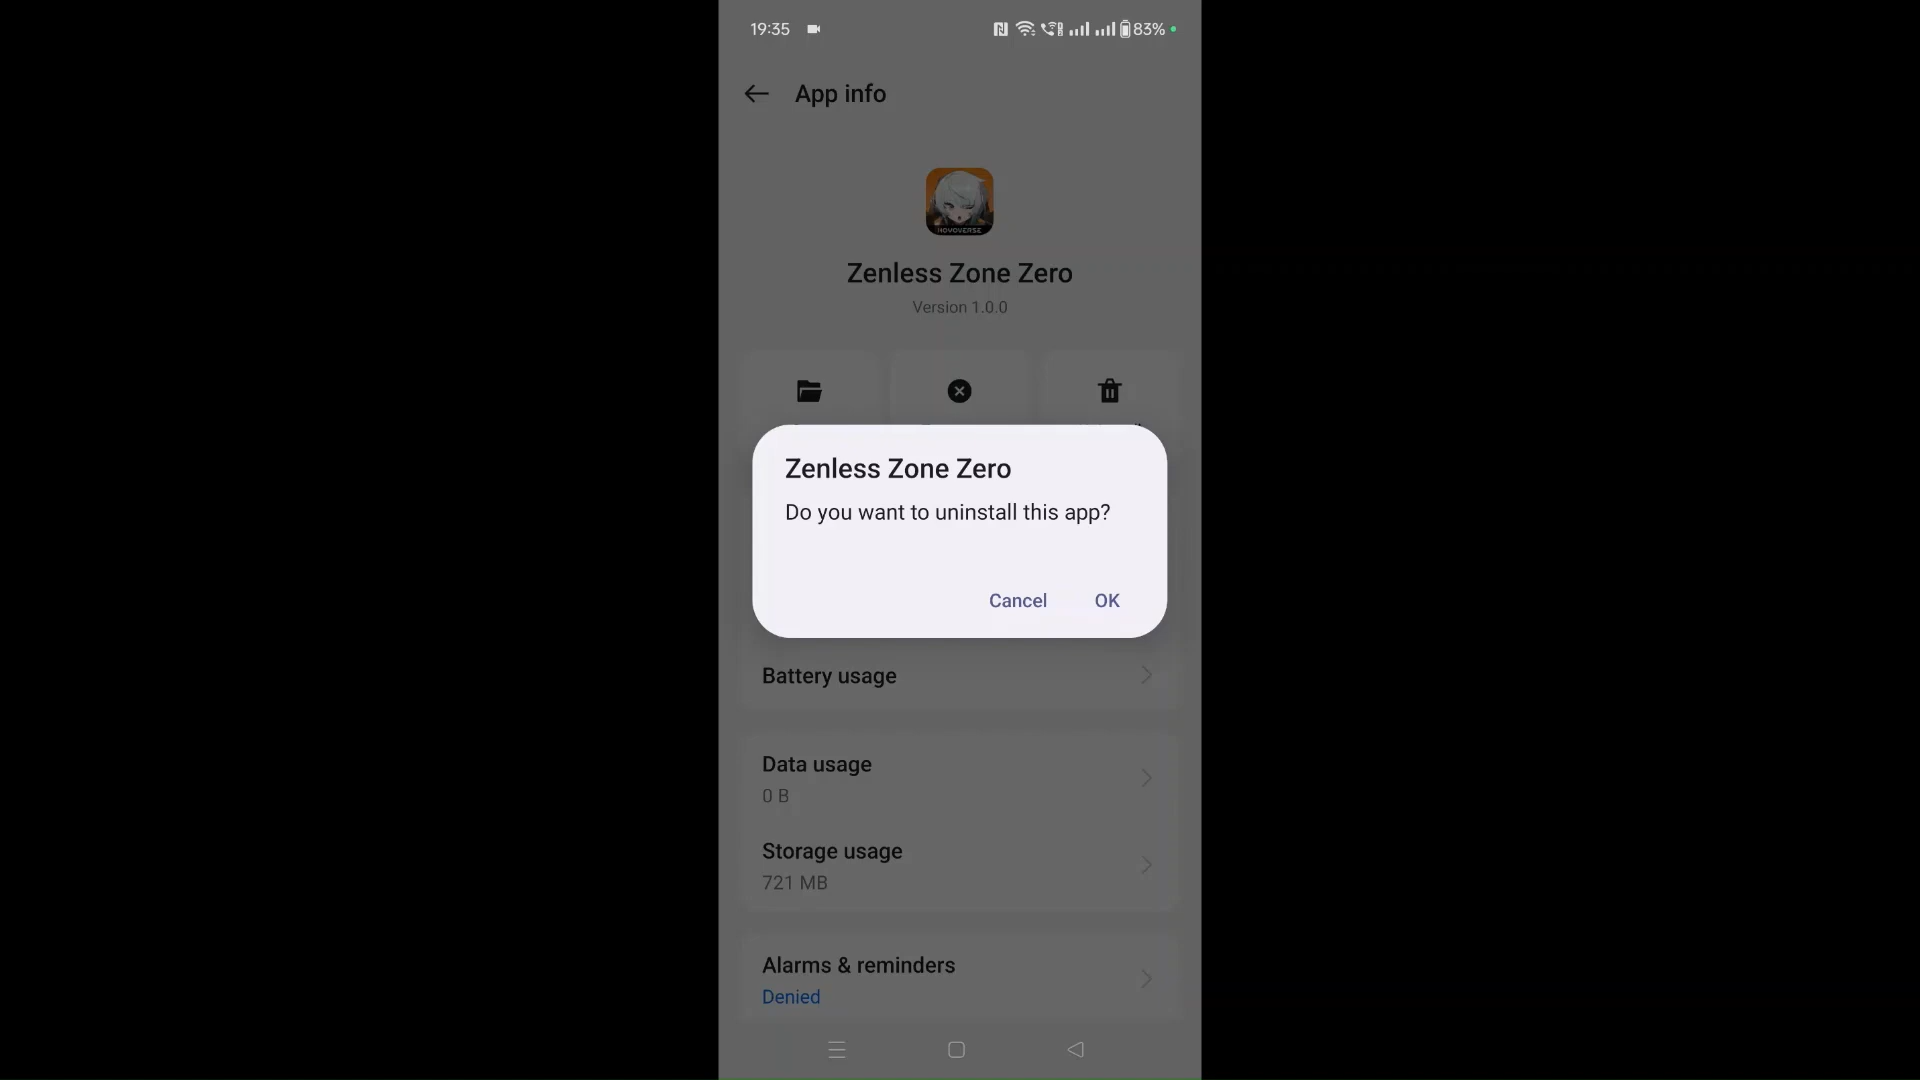 19:35
83%
App info
HOYOVERSE
Zenless Zone Zero
Version 1.0.0
Zenless Zone Zero
Do you want to uninstall this app?
Cancel OK
Battery usage
Data usage
0 B
Storage usage
721 MB
Alarms & reminders
Denied